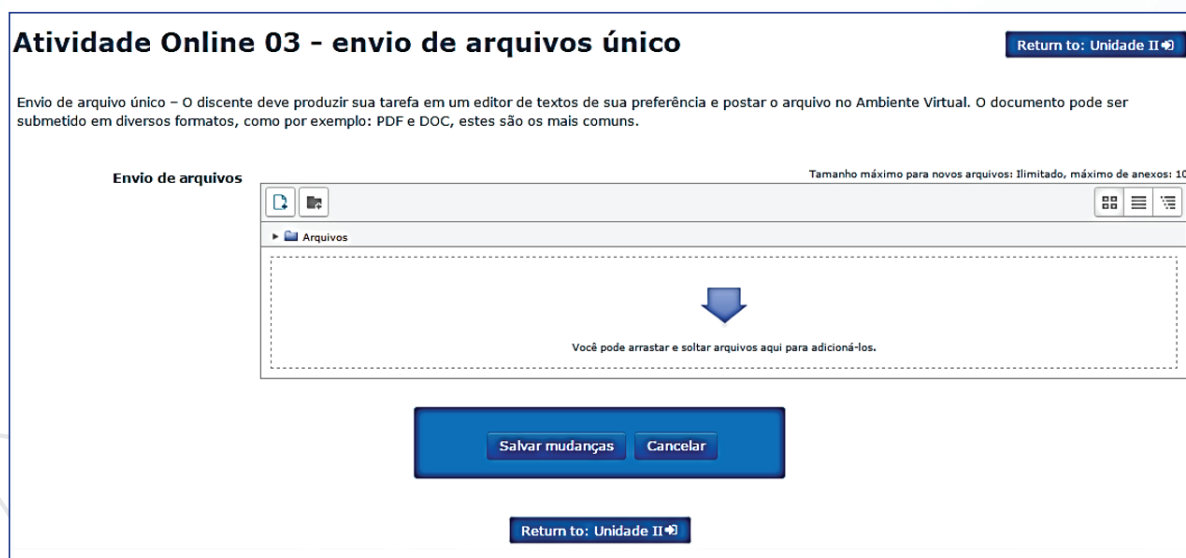 Atividade Online 03 - envio de arquivos único
Return to: Unidade II
Envio de arquivo único – O discente deve produzir sua tarefa em um editor de textos de sua preferência e postar o arquivo no Ambiente Virtual. O documento pode ser
submetido em diversos formatos, como por exemplo: PDF e DOC, estes são os mais comuns.
Envio de arquivos
Tamanho máximo para novos arquivos: Ilimitado, máximo de anexos: 10
Arquivos
Você pode arrastar e soltar arquivos aqui para adicioná-los.
Salvar mudanças Cancelar
Return to: Unidade II